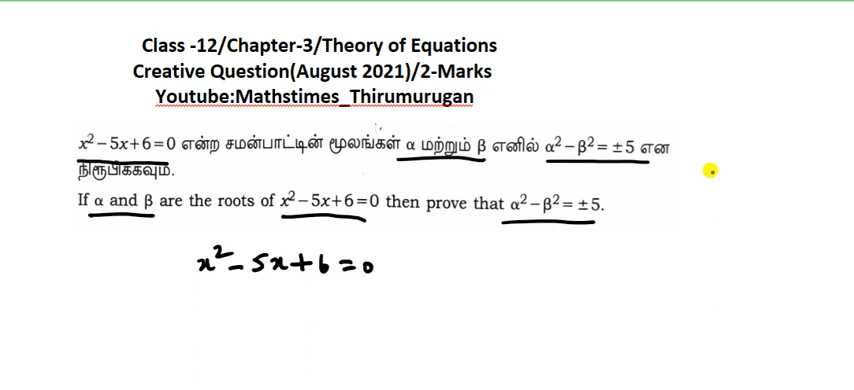 Class -12/Chapter-3/Theory of Equations
Creative Question(August 2021)/2-Marks
Youtube:Mathstimes_Thirumurugan
x²−5x+6=0 என்ற சமன்பாட்டின் மூலங்கள் α மற்றும் β எனில் α²−β²=±5 என
நிரூபிக்கவும்.
If α and β are the roots of x²−5x+6=0 then prove that α²−β²=±5.
x²−5x+6=0